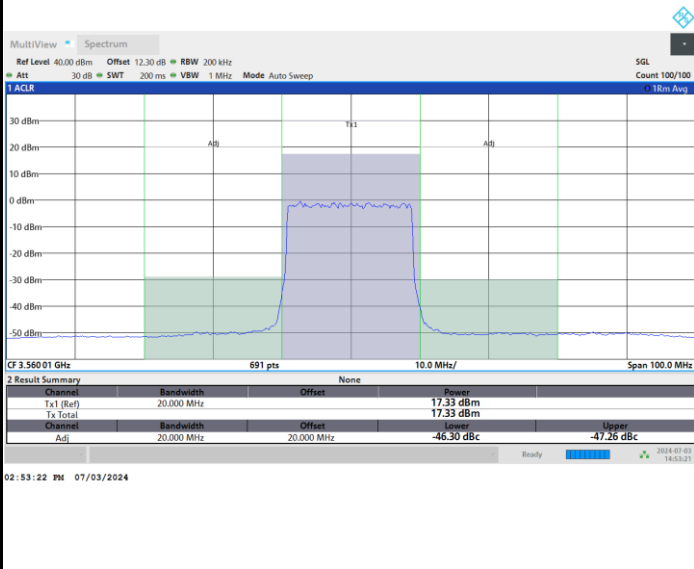 MultiView Spectrum
Ref Level 40.00 dBm Offset 12.30 dB RBW 200 kHz SGL
Att 30 dB SWT 200 ms VBW 1 MHz Mode Auto Sweep Count 100/100
1 ACLR 1Rm Avg
30 dBm
Tx1
20 dBm Adj Adj
10 dBm
0 dBm
-10 dBm
-20 dBm
-30 dBm
-40 dBm
-50 dBm
CF 3.560 01 GHz 691 pts 10.0 MHz/ Span 100.0 MHz
2 Result Summary None
Channel Bandwidth Offset Power
Tx1 (Ref) 20.000 MHz 17.33 dBm
Tx Total 17.33 dBm
Channel Bandwidth Offset Lower Upper
Adj 20.000 MHz 20.000 MHz -46.30 dBc -47.26 dBc
Ready 2024-07-03
14:53:21
02:53:22 PM 07/03/2024